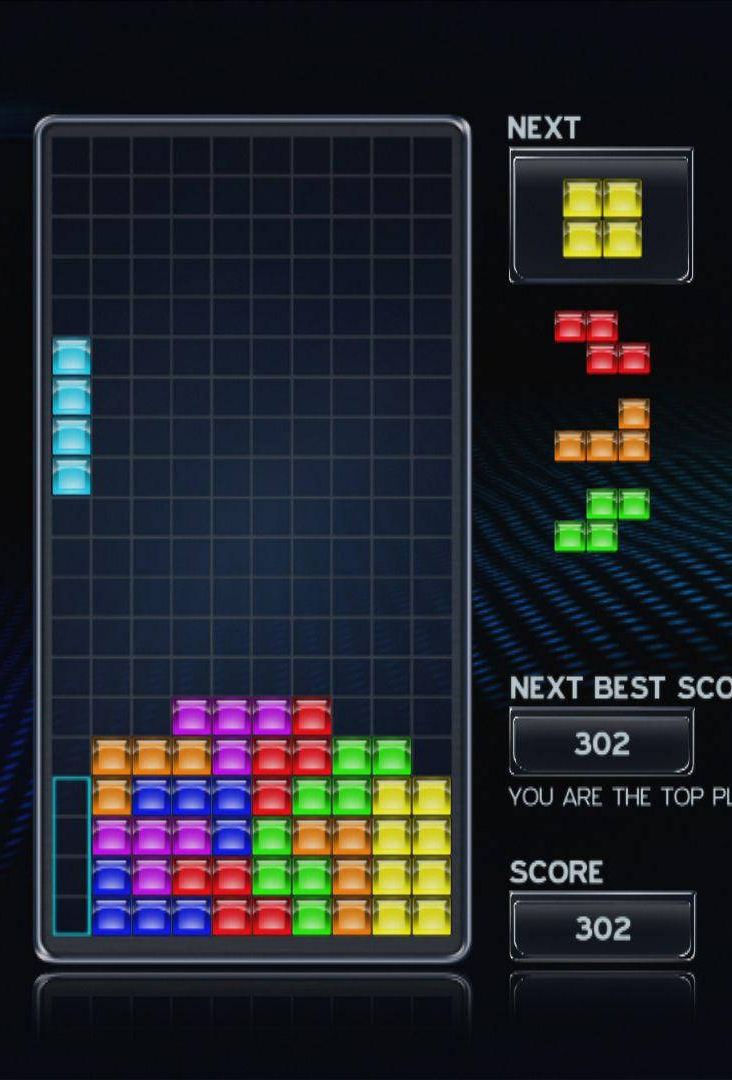 NEXT
NEXT BEST SCO
302
YOU ARE THE TOP PL
SCORE
302